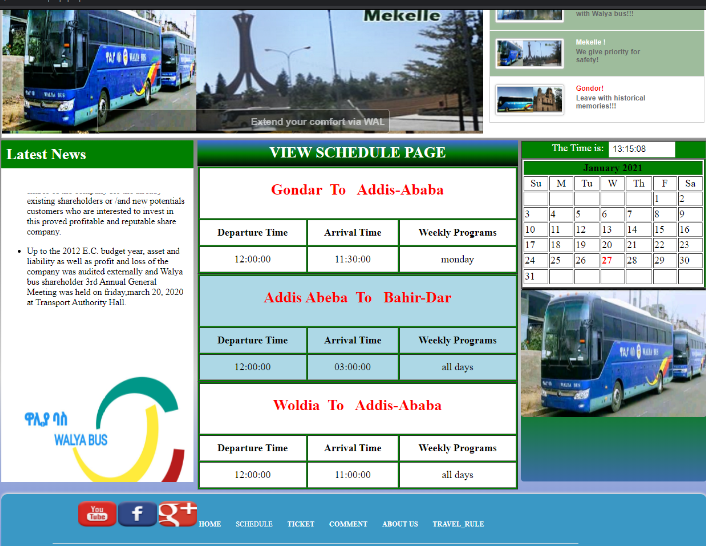 Mekelle
Extend your comfort via WAL
with Walya bus!!!
Mekelle !
We give priority for
safety!
Gondor!
Leave with historical
memories!!!
Latest News
existing shareholders or /and new potentials
customers who are interested to invest in
this proved profitable and reputable share
company.
Up to the 2012 E.C. budget year, asset and
liability as well as profit and loss of the
company was audited externally and Walya
bus shareholder 3rd Annual General
Meeting was held on friday,march 20, 2020
at Transport Authority Hall.
ዋሊያ ባስ
WALYA BUS
VIEW SCHEDULE PAGE
Gondar To Addis-Ababa
Departure Time Arrival Time Weekly Programs
12:00:00 11:30:00 monday
Addis Abeba To Bahir-Dar
Departure Time Arrival Time Weekly Programs
12:00:00 03:00:00 all days
Woldia To Addis-Ababa
Departure Time Arrival Time Weekly Programs
12:00:00 11:00:00 all days
The Time is: 13:15:08
January 2021
Su M Tu W Th F Sa
1 2
3 4 5 6 7 8 9
10 11 12 13 14 15 16
17 18 19 20 21 22 23
24 25 26 27 28 29 30
31
You
Tube
f
g+
HOME SCHEDULE TICKET COMMENT ABOUT US TRAVEL_RULE